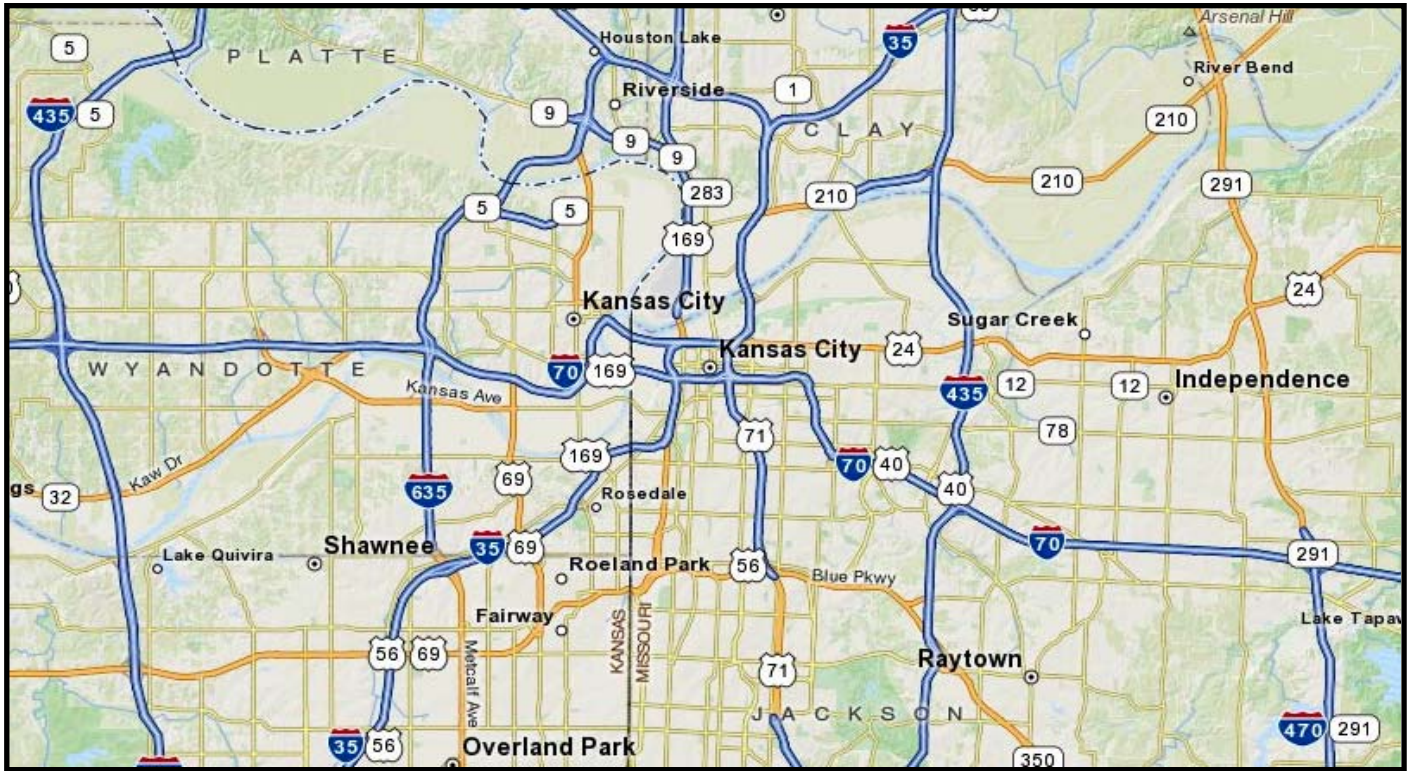 Arsenal Hill
5
Houston Lake
35
PLATTE
River Bend
Riverside
1
435
5
9
210
CLAY
9
9
210
291
283
210
5
5
169
24
Kansas City
Sugar Creek
Kansas City
24
WYANDOTTE
70
169
Independence
12
12
435
Kansas Ave
78
71
169
70
40
Kaw Dr
69
gs
32
635
40
Rosedale
Shawnee
35
69
70
Lake Quivira
291
Roeland Park
56
Blue Pkwy
Fairway
Lake Tapaw
KANSAS
MISSOURI
56
69
Metcalf Ave
Raytown
71
JACKSON
470
291
35
56
Overland Park
350